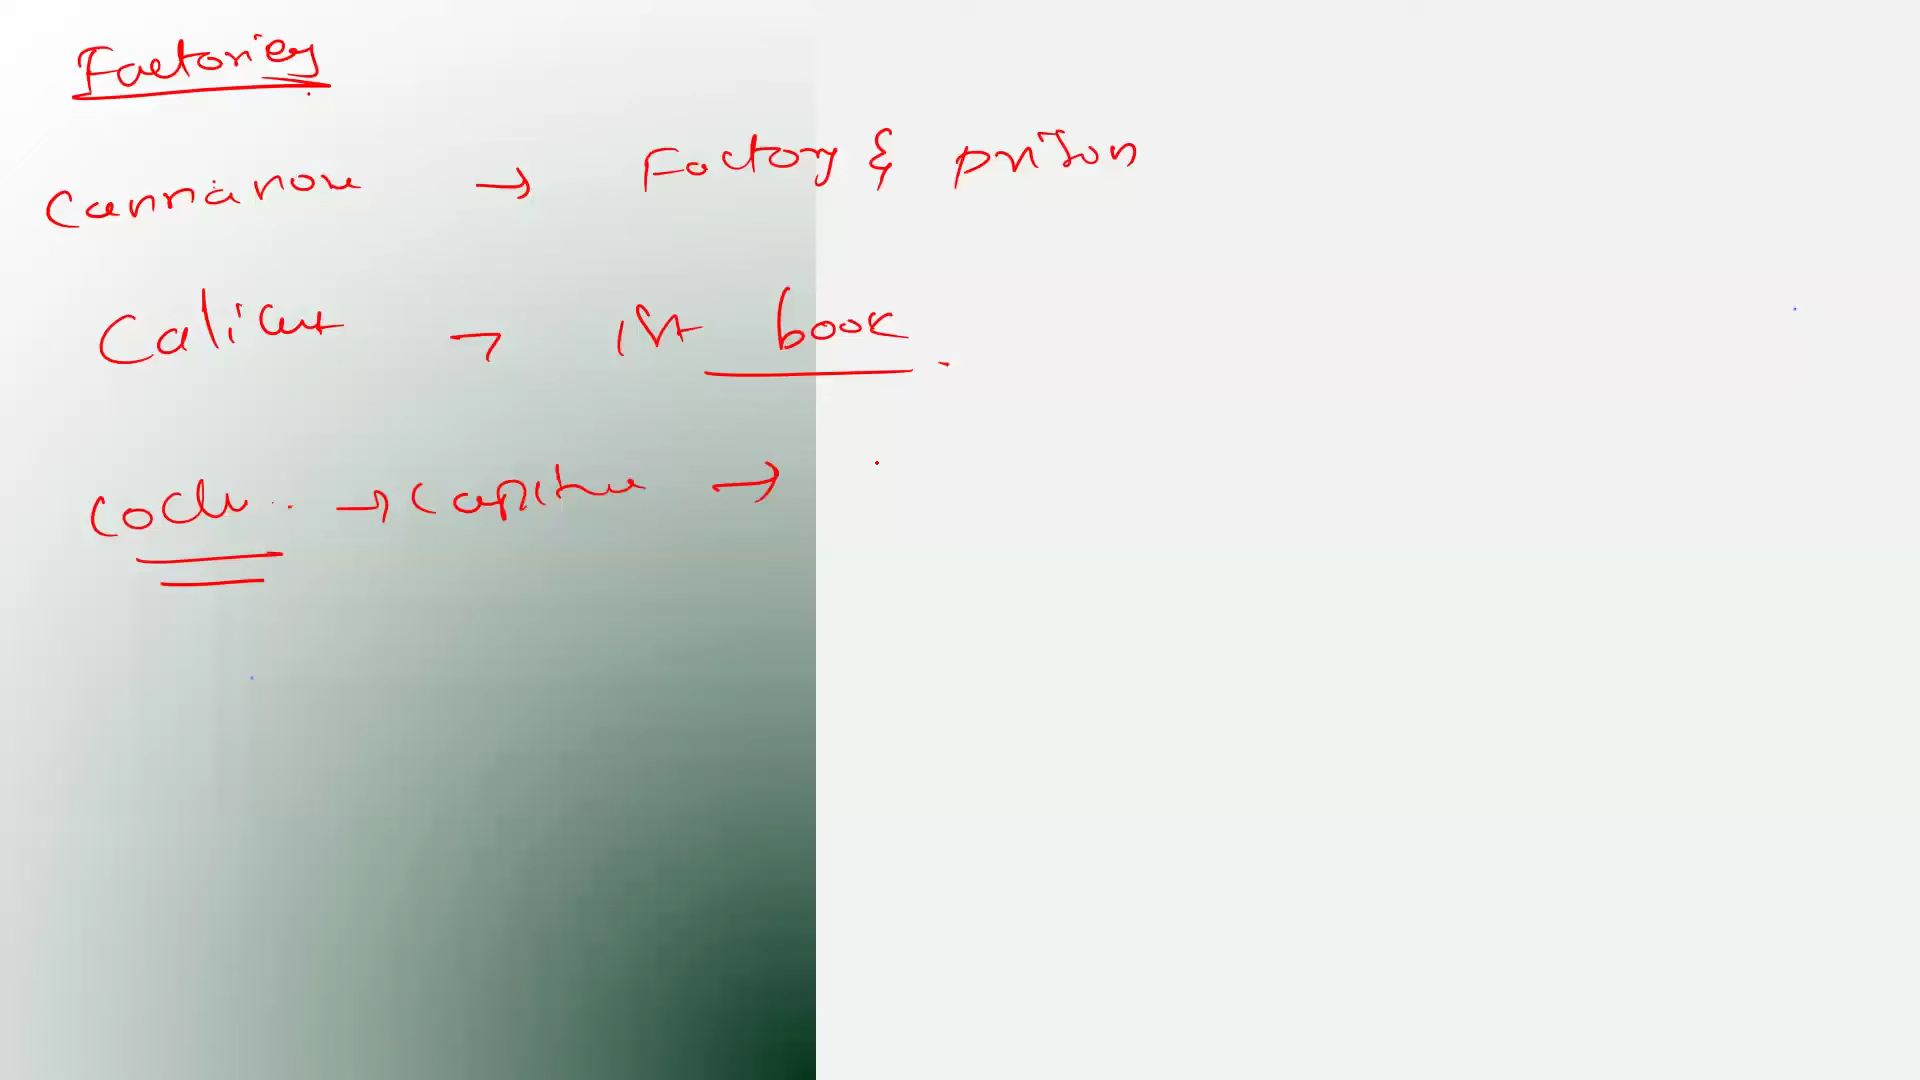 Factories
Cannanore → Factory & prison
Calicut → 1st book.
Cochi. → Capital →